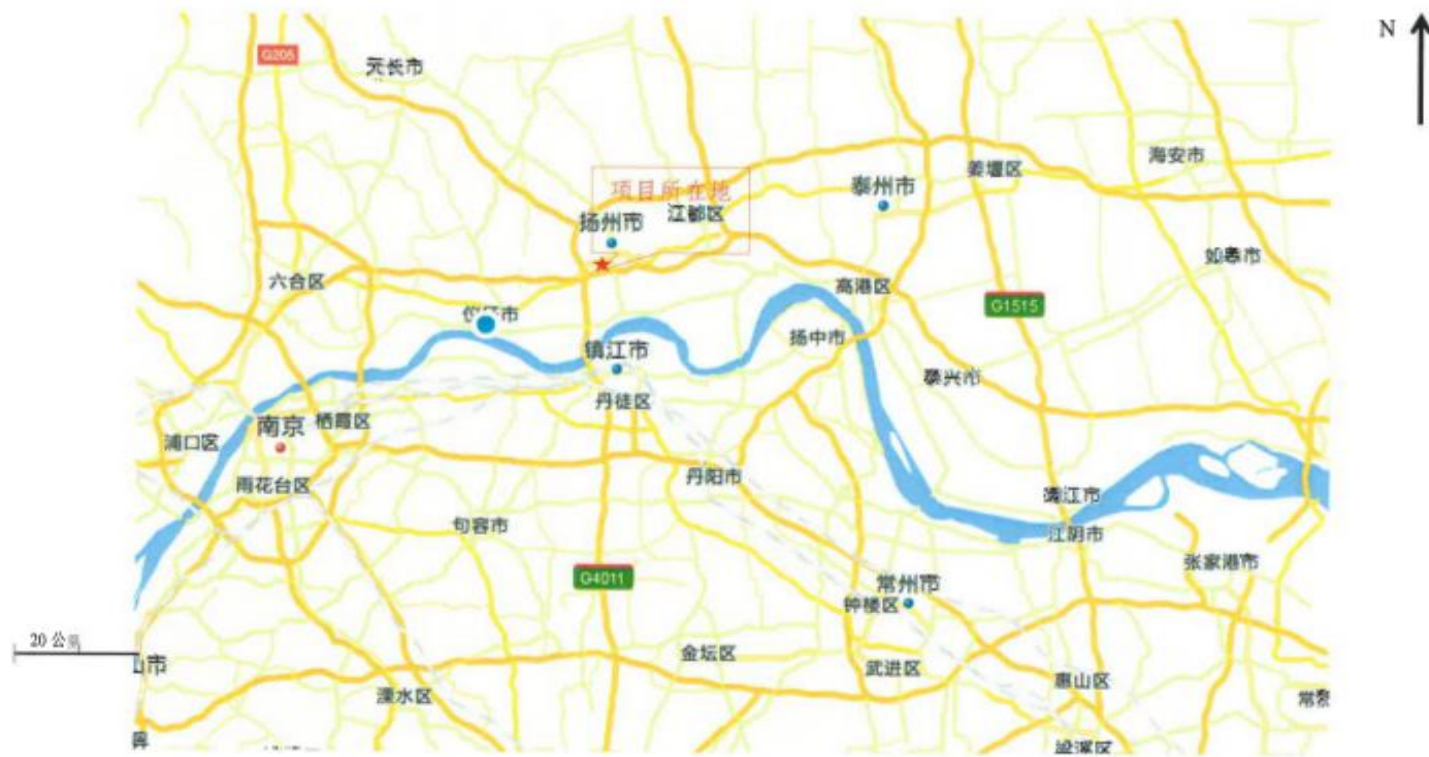 N
G205
天长市
海安市
姜堰区
项目所在地
泰州市
江都区
扬州市
如皋市
六合区
高港区
G1515
扬中市
镇江市
泰兴市
丹徒区
南京
栖霞区
浦口区
丹阳市
雨花台区
靖江市
句容市
江阴市
张家港市
G4011
常州市
钟楼区
20 公里
金坛区
山市
武进区
惠山区
溧水区
梁溪区